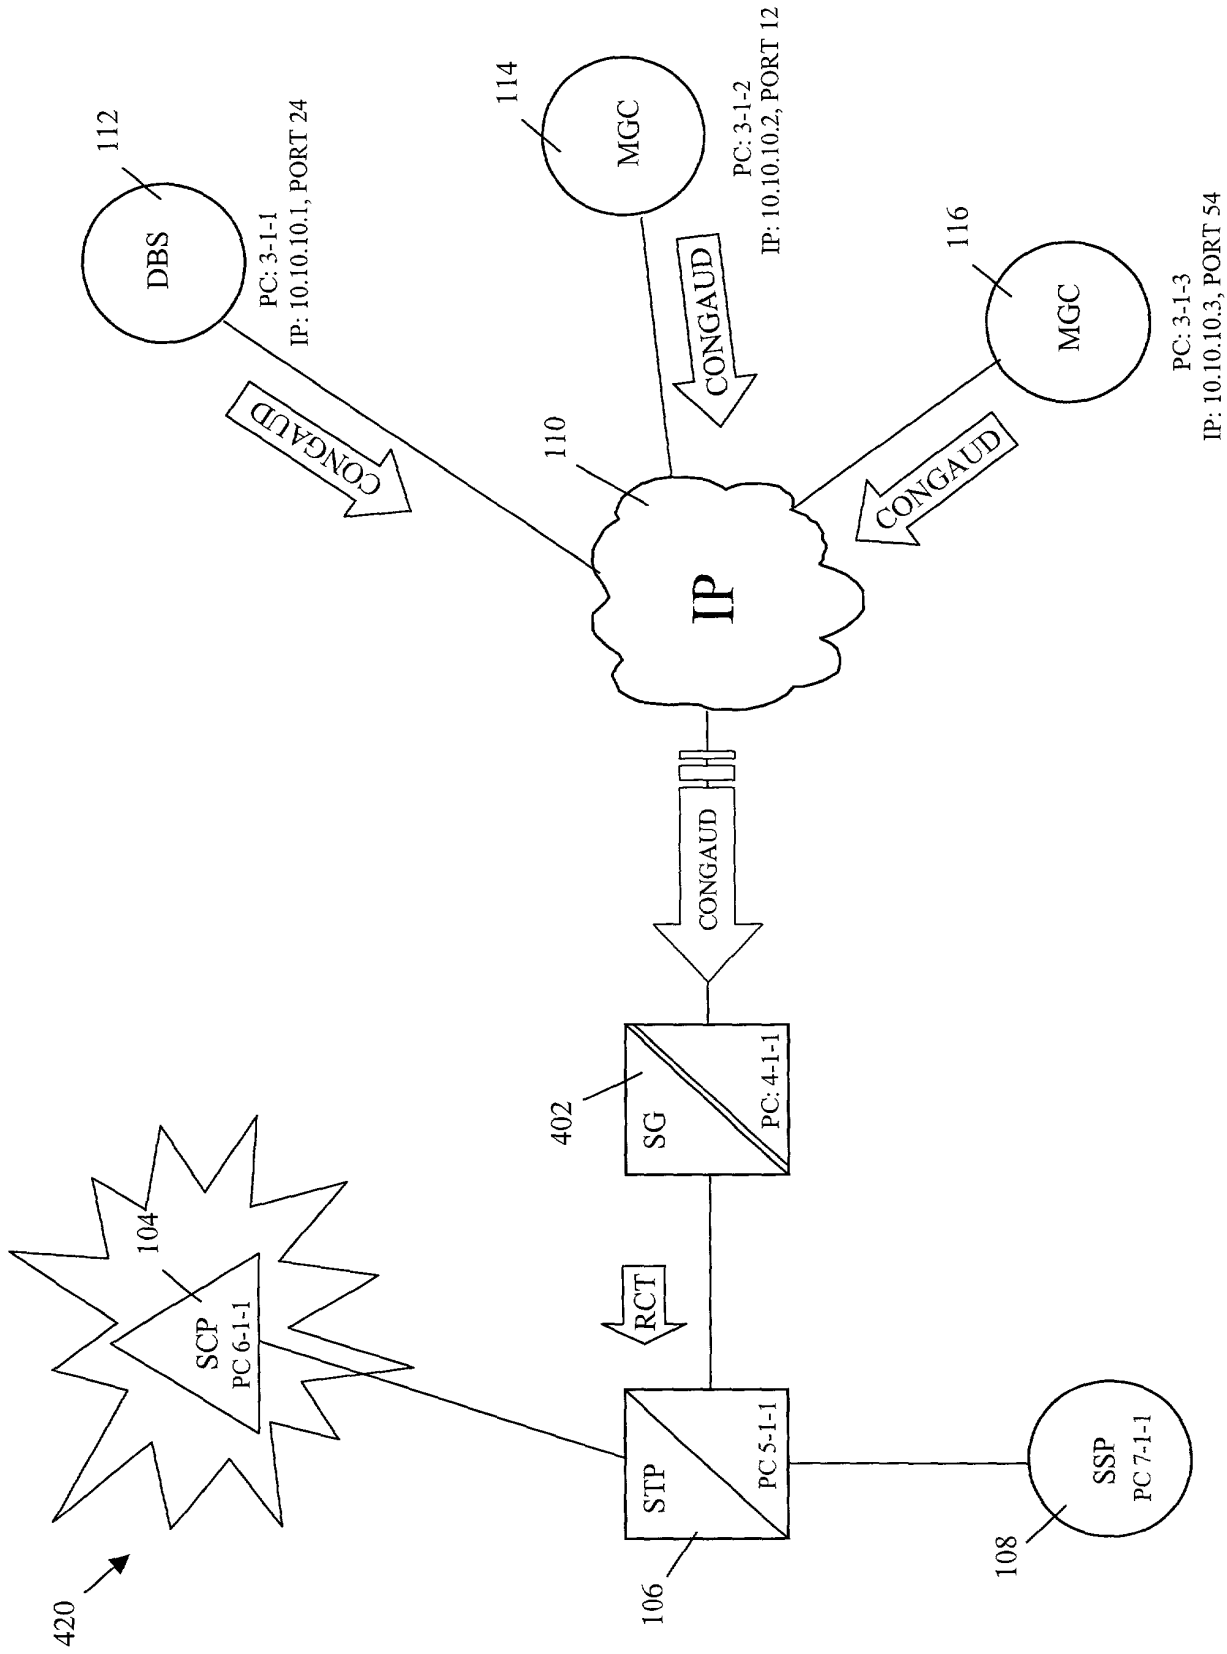 420
104
SCP
PC 6-1-1
106
STP
PC 5-1-1
RCT
108
SSP
PC 7-1-1
402
SG
PC: 4-1-1
CONGAUD
110
IP
CONGAUD
CONGAUD
CONGAUD
112
DBS
PC: 3-1-1
IP: 10.10.10.1, PORT 24
114
MGC
PC: 3-1-2
IP: 10.10.10.2, PORT 12
116
MGC
PC: 3-1-3
IP: 10.10.10.3, PORT 54